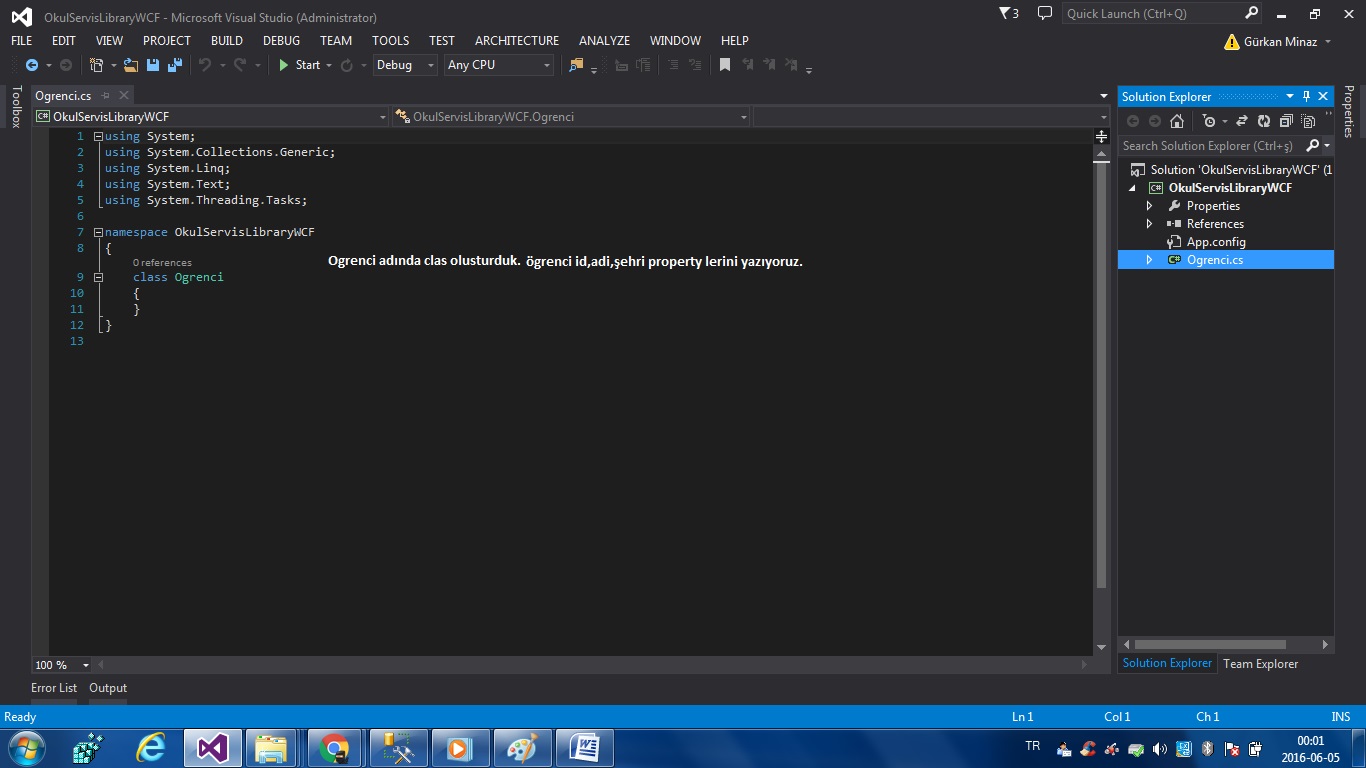 OkulServisLibraryWCF - Microsoft Visual Studio (Administrator)
3
Quick Launch (Ctrl+Q)
FILE EDIT VIEW PROJECT BUILD DEBUG TEAM TOOLS TEST ARCHITECTURE ANALYZE WINDOW HELP
Gürkan Minaz
Start
Debug
Any CPU
Toolbox
Ogrenci.cs
OkulServisLibraryWCF
OkulServisLibraryWCF.Ogrenci
1 using System;
2 using System.Collections.Generic;
3 using System.Linq;
4 using System.Text;
5 using System.Threading.Tasks;
6
7 namespace OkulServisLibraryWCF
8 {
0 references
9 class Ogrenci
10 {
11 }
12 }
13
Ogrenci adında clas olusturduk. ögrenci id,adi,şehri property lerini yazıyoruz.
Solution Explorer
Search Solution Explorer (Ctrl+ş)
Solution 'OkulServisLibraryWCF' (1
OkulServisLibraryWCF
Properties
References
App.config
Ogrenci.cs
Solution Explorer
Team Explorer
Properties
100 %
Error List
Output
Ready
Ln 1
Col 1
Ch 1
INS
TR
00:01
2016-06-05